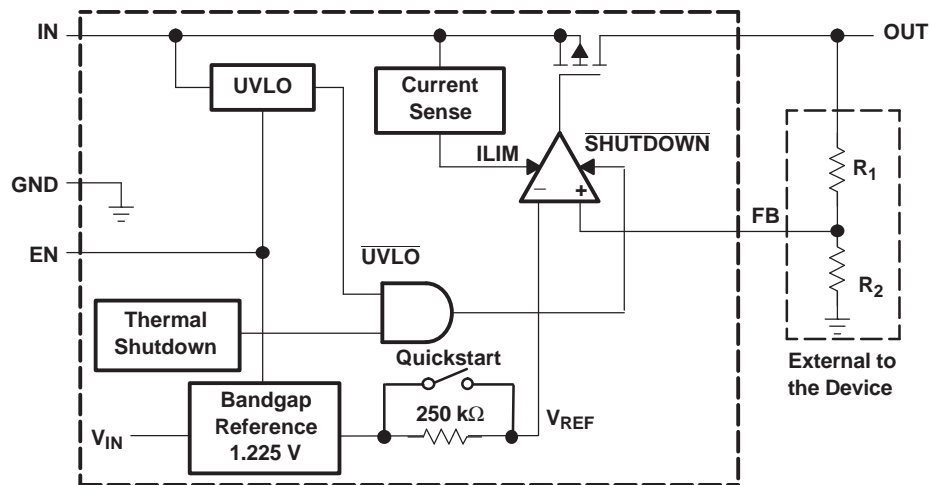 IN
OUT
UVLO
Current
Sense
SHUTDOWN
ILIM
R1
GND
− +
FB
EN
UVLO
R2
Thermal
Shutdown
Quickstart
External to
the Device
Bandgap
Reference
1.225 V
250 kΩ
VREF
VIN